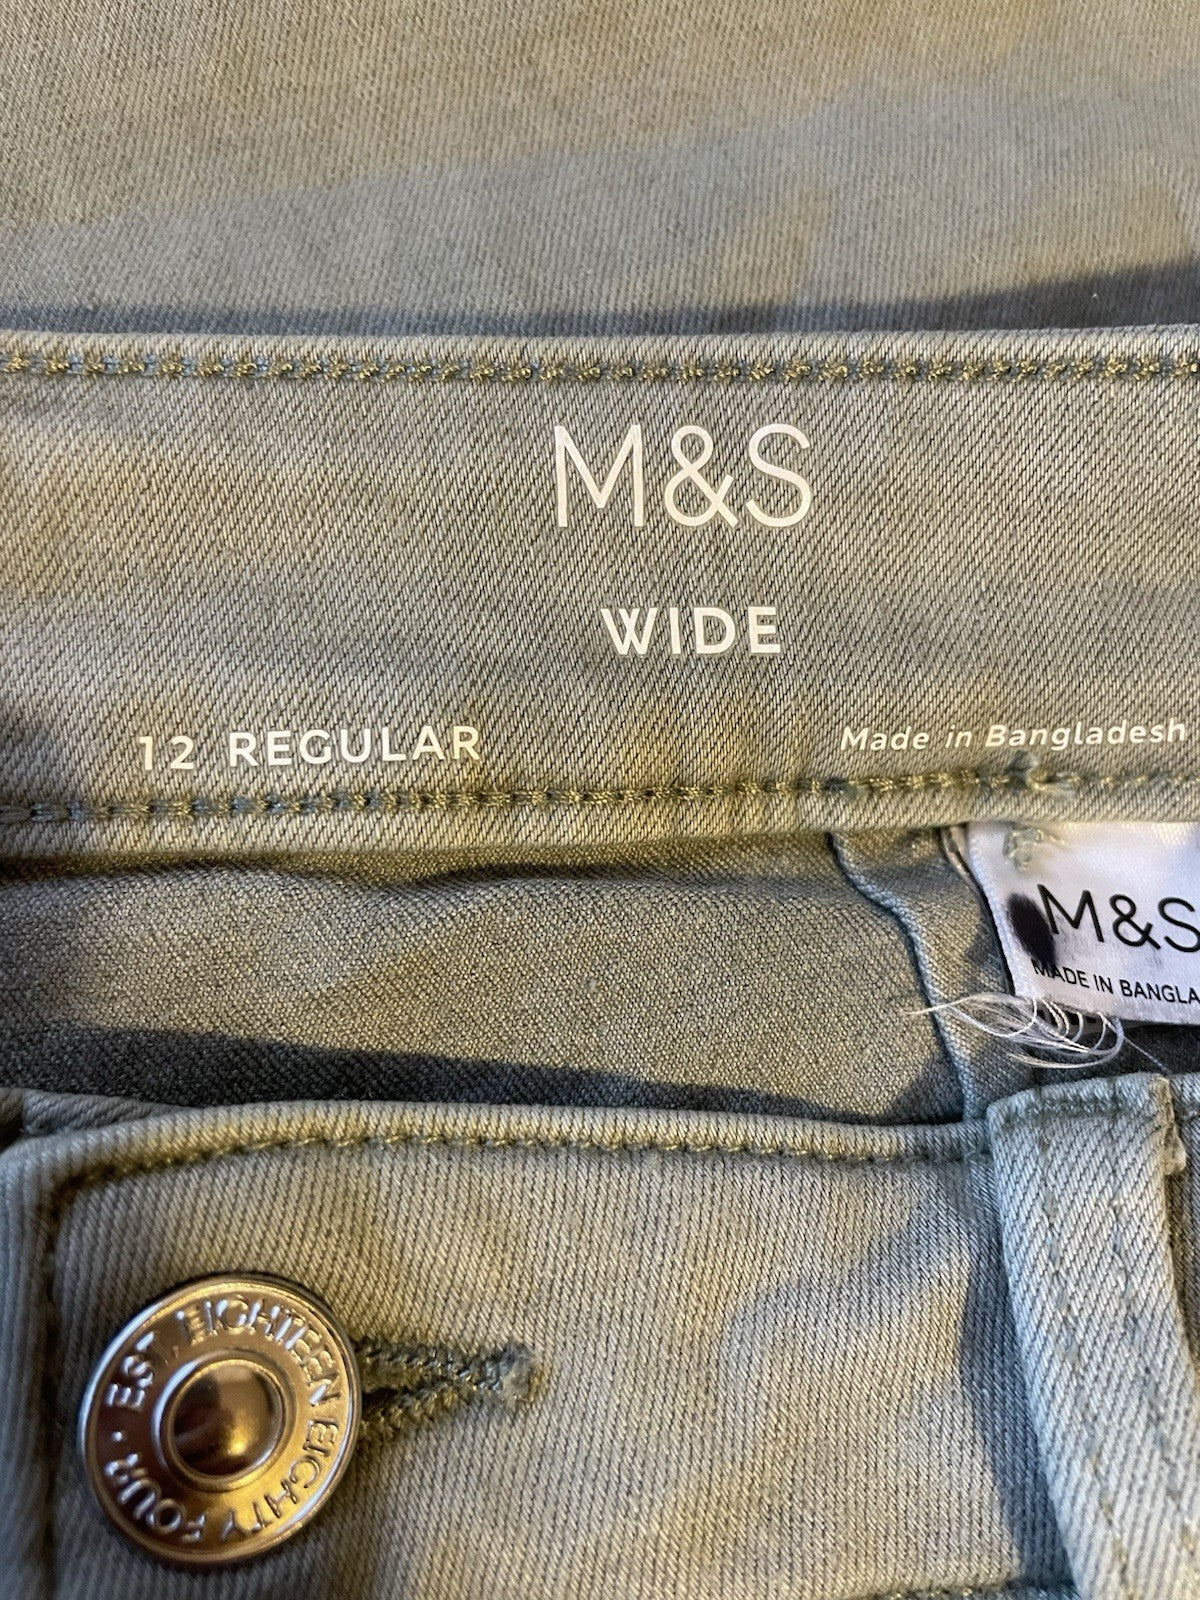 M&S
WIDE
12 REGULAR
Made in Bangladesh
M&S
MADE IN BANGLA
EST. EIGHTEEN EIGHTY FOUR ·